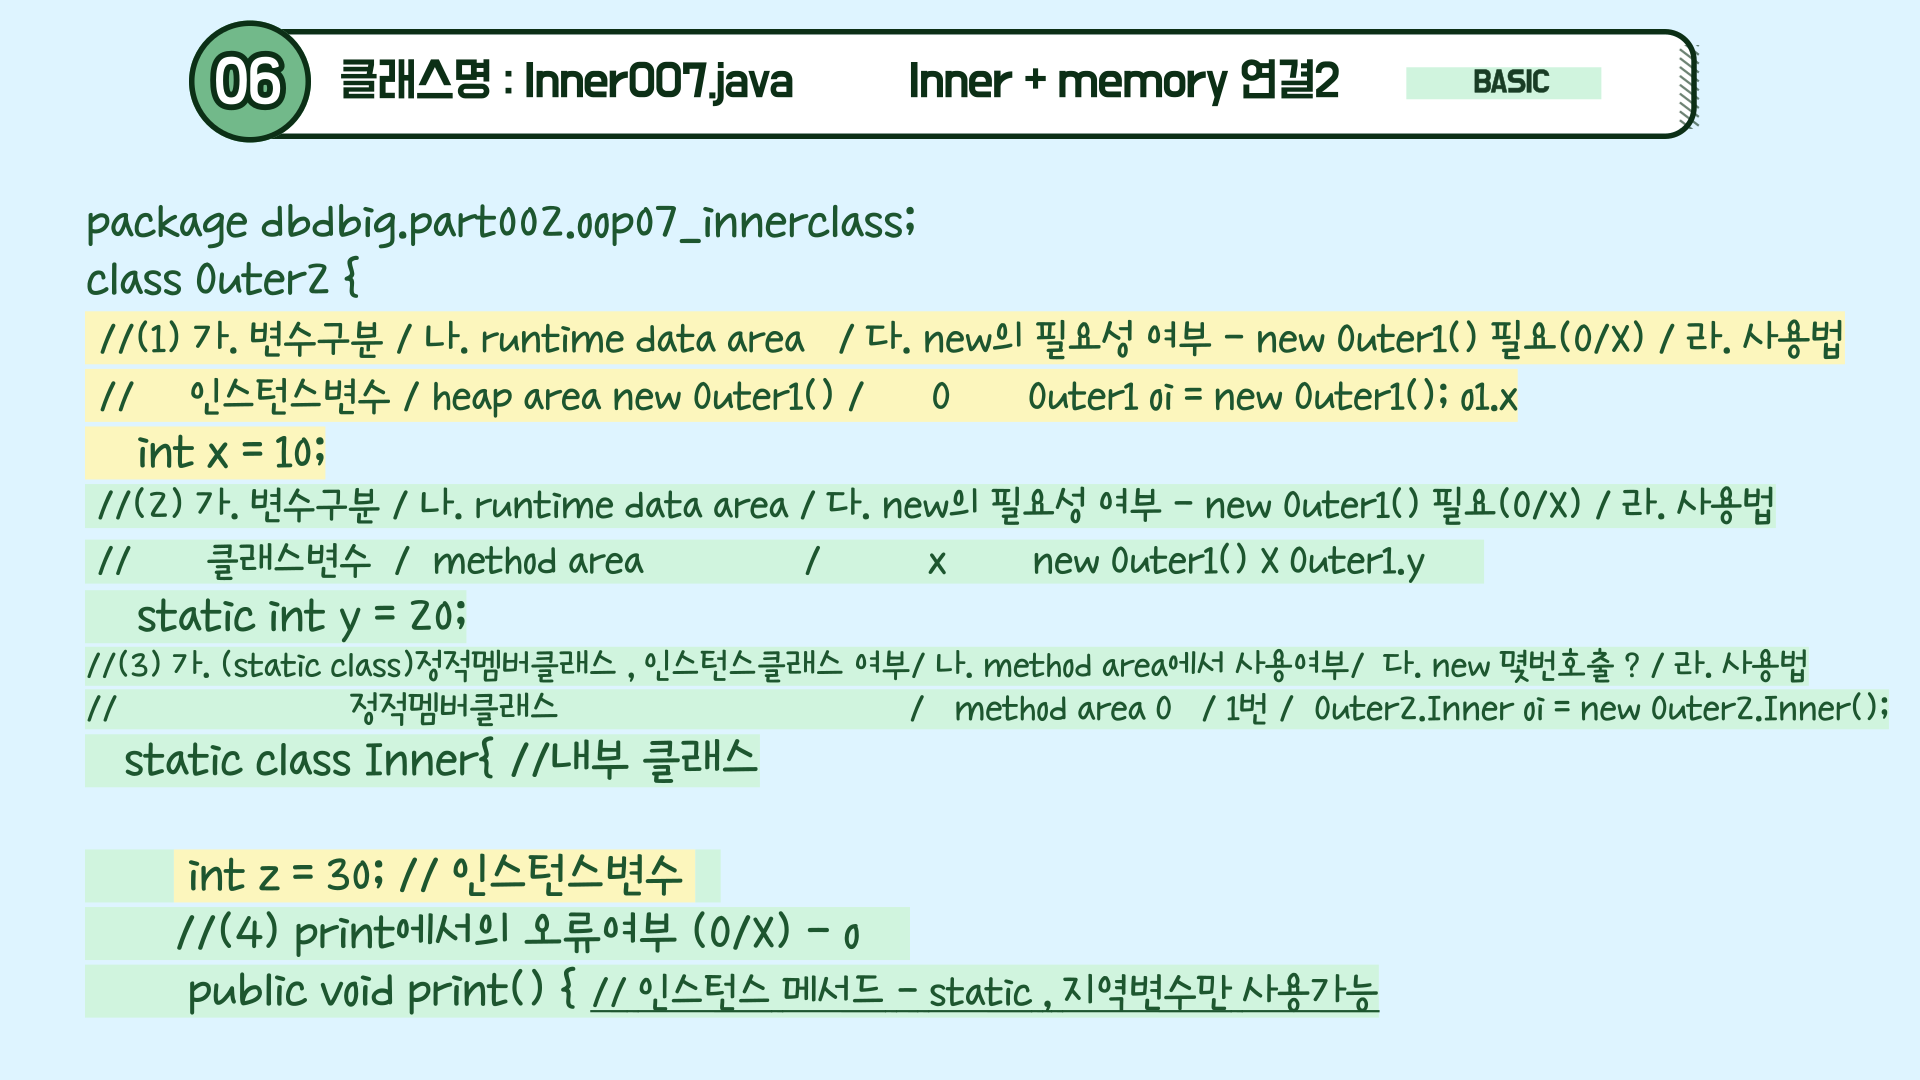 06 클래스명 : Inner007.java Inner + memory 연결2 BASIC
package dbdbig.part002.oop07_innerclass;
class Outer2 {
//(1) 가. 변수구분 / 나. runtime data area / 다. new의 필요성 여부 - new Outer1() 필요(O/X) / 라. 사용법
// 인스턴스변수 / heap area new Outer1() / O Outer1 oi = new Outer1(); o1.x
int x = 10;
//(2) 가. 변수구분 / 나. runtime data area / 다. new의 필요성 여부 - new Outer1() 필요(O/X) / 라. 사용법
// 클래스변수 / method area / x new Outer1() X Outer1.y
static int y = 20;
//(3) 가. (static class)정적멤버클래스 , 인스턴스클래스 여부/ 나. method area에서 사용여부/ 다. new 몇번호출 ? / 라. 사용법
// 정적멤버클래스 / method area O / 1번 / Outer2.Inner oi = new Outer2.Inner();
static class Inner{ //내부 클래스
int z = 30; // 인스턴스변수
//(4) print에서의 오류여부 (O/X) - o
public void print() { // 인스턴스 메서드 - static , 지역변수만 사용가능